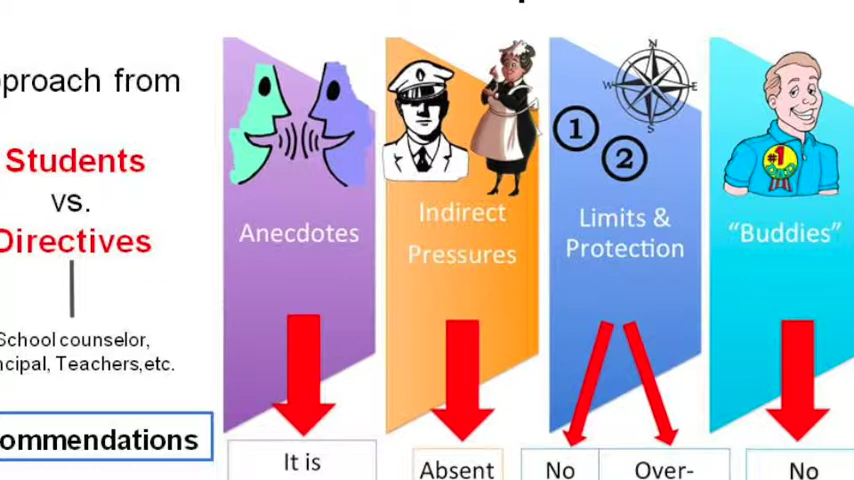 pproach from
Students
vs.
Directives
School counselor,
ncipal, Teachers,etc.
ommendations
Anecdotes
Indirect
Pressures
1
2
N
W
E
S
Limits &
Protection
#1
"Buddies"
It is
Absent
No
Over-
No